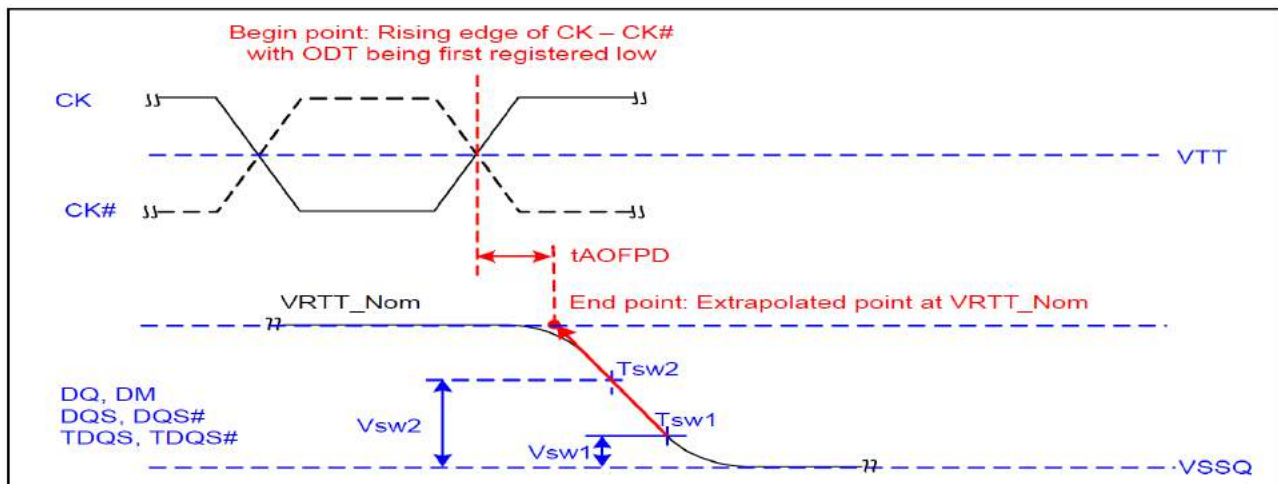 Begin point: Rising edge of CK – CK#
with ODT being first registered low
CK
VTT
CK#
tAOFPD
VRTT_Nom
End point: Extrapolated point at VRTT_Nom
Tsw2
DQ, DM
DQS, DQS#
TDQS, TDQS#
Vsw2
Tsw1
Vsw1
VSSQ